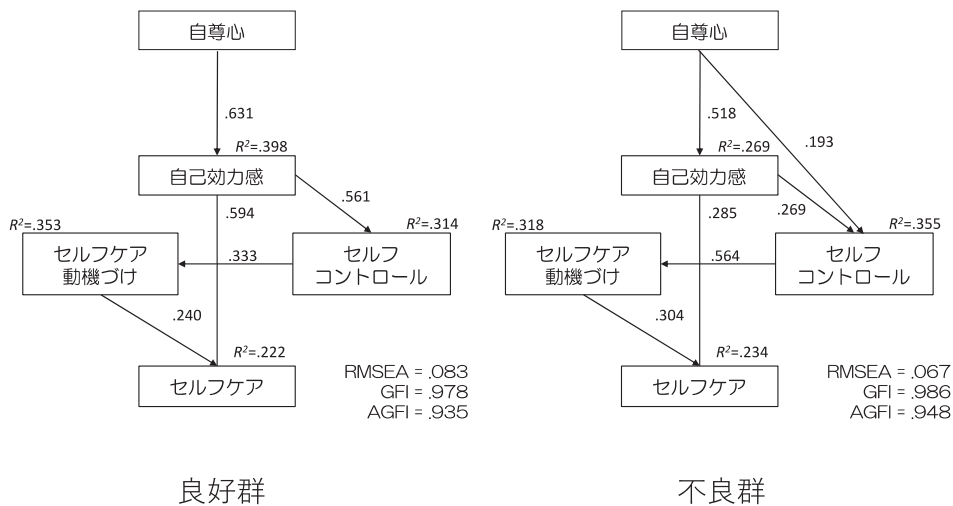 自尊心
.631
R²=.398
自己効力感
.594
.561
R²=.353
セルフケア
動機づけ
.333
R²=.314
セルフ
コントロール
.240
R²=.222
セルフケア
RMSEA = .083
GFI = .978
AGFI = .935
良好群
自尊心
.518
.193
R²=.269
自己効力感
.285
.269
R²=.318
セルフケア
動機づけ
.564
R²=.355
セルフ
コントロール
.304
R²=.234
セルフケア
RMSEA = .067
GFI = .986
AGFI = .948
不良群